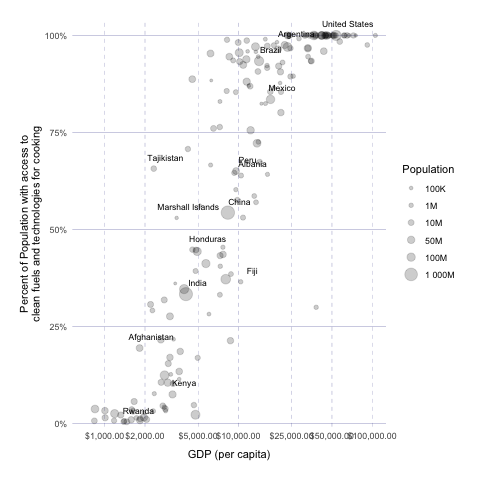 United States
100%
Argentina
Brazil
Mexico
75%
Tajikistan
Peru
Albania
Marshall Islands
China
50%
Honduras
Fiji
India
25%
Afghanistan
Kenya
Rwanda
0%
$1,000.00 $2,000.00 $5,000.00 $10,000.00 $25,000.00 $50,000.00 $100,000.00
GDP (per capita)
Percent of Population with access to
clean fuels and technologies for cooking
Population
100K
1M
10M
50M
100M
1 000M